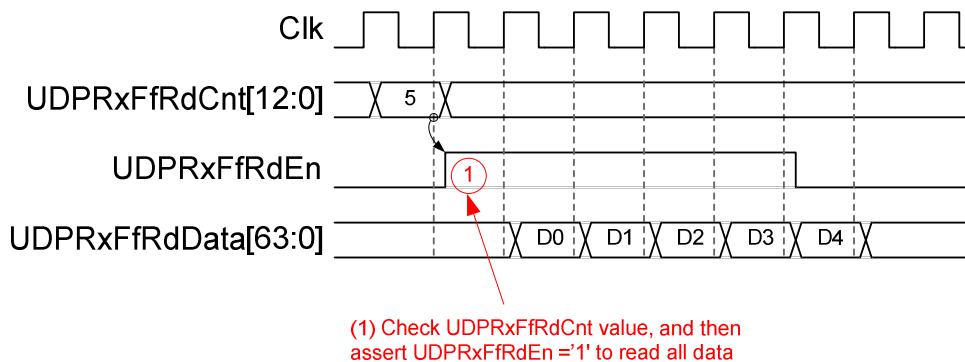 Clk
UDPRxFfRdCnt[12:0]
5
UDPRxFfRdEn
1
UDPRxFfRdData[63:0]
D0 D1 D2 D3 D4
(1) Check UDPRxFfRdCnt value, and then
assert UDPRxFfRdEn ='1' to read all data